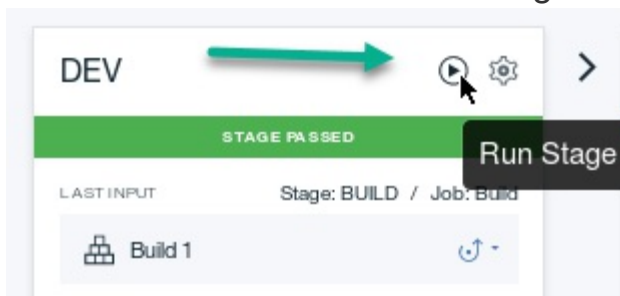 DEV
STAGE PASSED
Run Stage
LAST INPUT
Stage: BUILD / Job: Build
Build 1